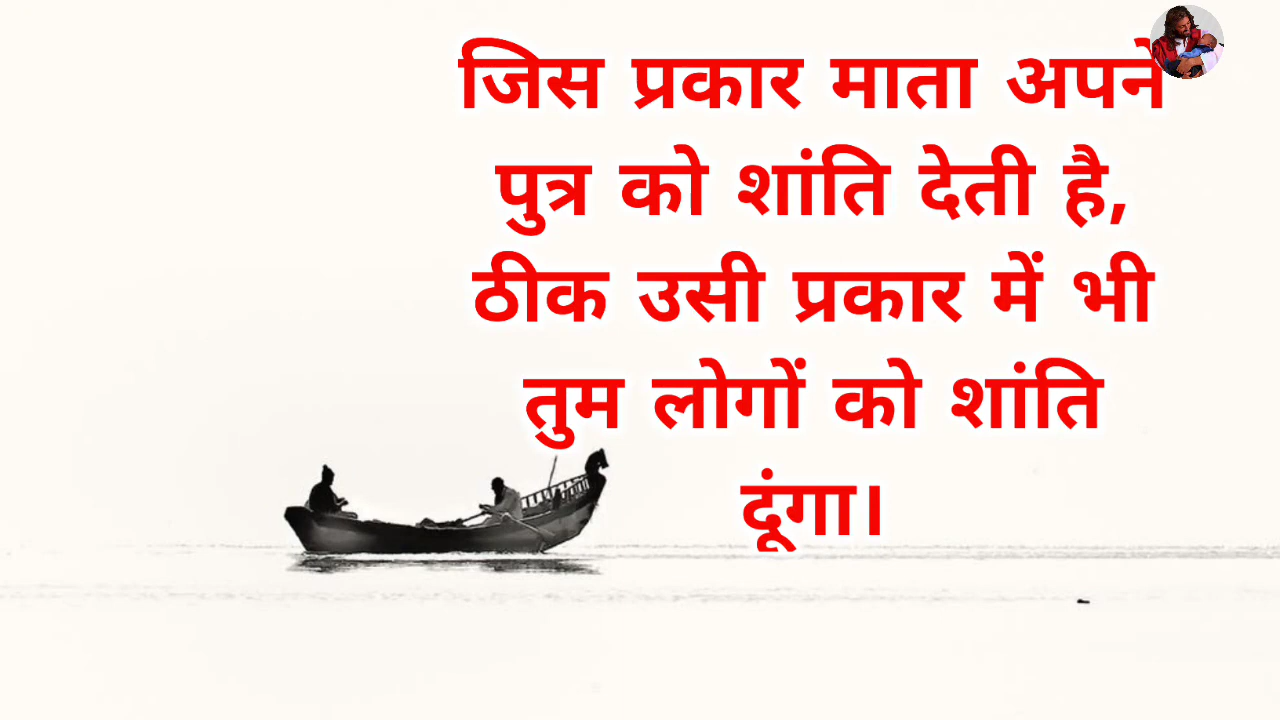 जिस प्रकार माता अपने
पुत्र को शांति देती है,
ठीक उसी प्रकार में भी
तुम लोगों को शांति
दूंगा।